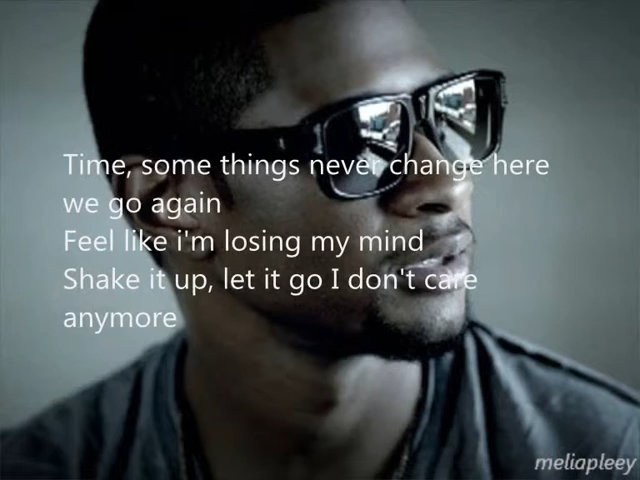 Time, some things never change here
we go again
Feel like i'm losing my mind
Shake it up, let it go I don't care
anymore
meliapleey